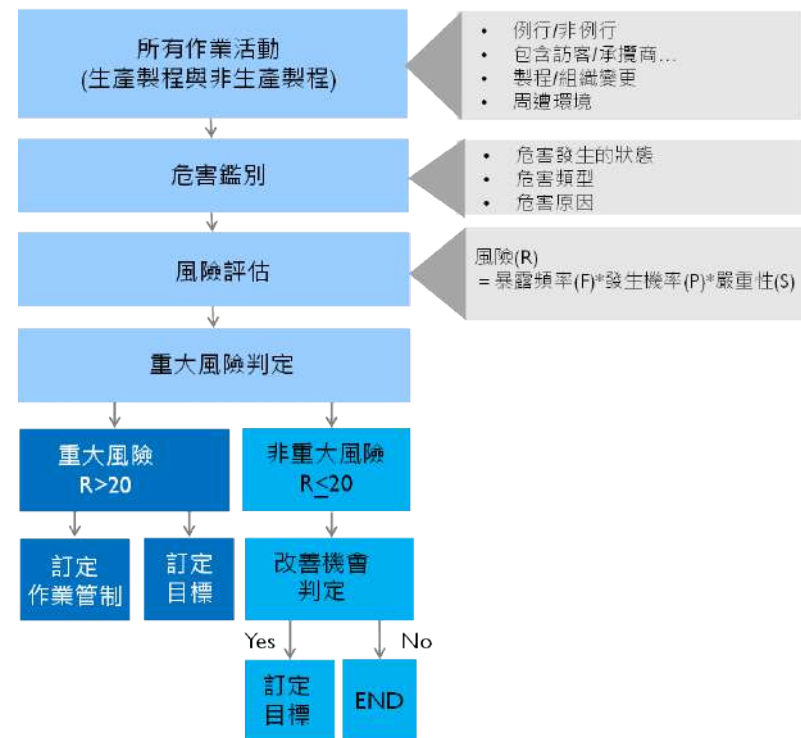 所有作業活動
(生產製程與非生產製程)
• 例行/非例行
• 包含訪客/承攬商...
• 製程/組織變更
• 周遭環境
危害鑑別
• 危害發生的狀態
• 危害類型
• 危害原因
風險評估
風險(R)
= 暴露頻率(F)*發生機率(P)*嚴重性(S)
重大風險判定
重大風險
R>20
非重大風險
R≤20
訂定
作業管制
訂定
目標
改善機會
判定
Yes
No
訂定
目標
END